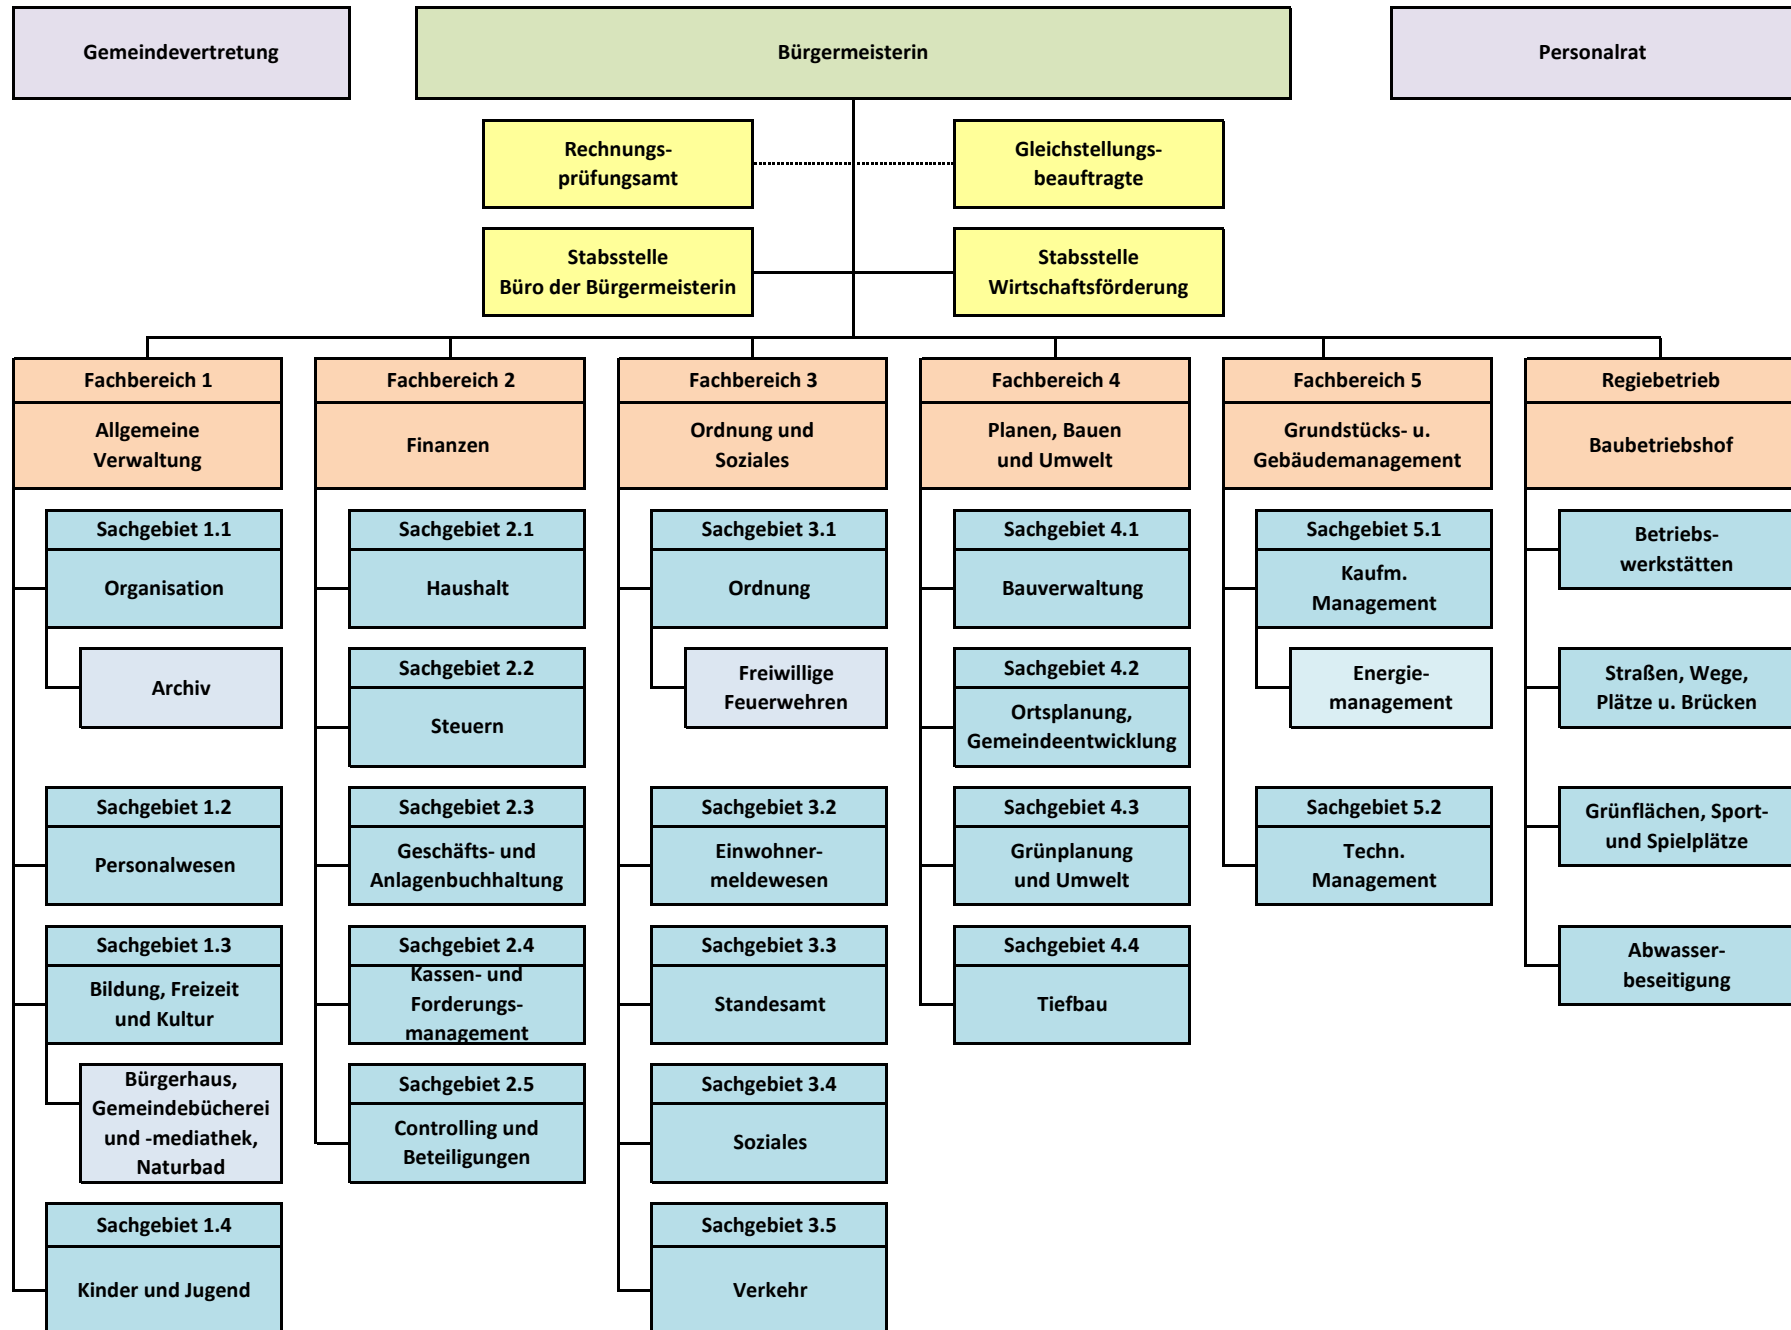 Gemeindevertretung
Bürgermeisterin
Personalrat
Rechnungs-
prüfungsamt
Gleichstellungs-
beauftragte
Stabsstelle
Büro der Bürgermeisterin
Stabsstelle
Wirtschaftsförderung
Fachbereich 1
Allgemeine
Verwaltung
Sachgebiet 1.1
Organisation
Archiv
Sachgebiet 1.2
Personalwesen
Sachgebiet 1.3
Bildung, Freizeit
und Kultur
Bürgerhaus,
Gemeindebücherei
und -mediathek,
Naturbad
Sachgebiet 1.4
Kinder und Jugend
Fachbereich 2
Finanzen
Sachgebiet 2.1
Haushalt
Sachgebiet 2.2
Steuern
Sachgebiet 2.3
Geschäfts- und
Anlagenbuchhaltung
Sachgebiet 2.4
Kassen- und
Forderungs-
management
Sachgebiet 2.5
Controlling und
Beteiligungen
Fachbereich 3
Ordnung und
Soziales
Sachgebiet 3.1
Ordnung
Freiwillige
Feuerwehren
Sachgebiet 3.2
Einwohner-
meldewesen
Sachgebiet 3.3
Standesamt
Sachgebiet 3.4
Soziales
Sachgebiet 3.5
Verkehr
Fachbereich 4
Planen, Bauen
und Umwelt
Sachgebiet 4.1
Bauverwaltung
Sachgebiet 4.2
Ortsplanung,
Gemeindeentwicklung
Sachgebiet 4.3
Grünplanung
und Umwelt
Sachgebiet 4.4
Tiefbau
Fachbereich 5
Grundstücks- u.
Gebäudemanagement
Sachgebiet 5.1
Kaufm.
Management
Energie-
management
Sachgebiet 5.2
Techn.
Management
Regiebetrieb
Baubetriebshof
Betriebs-
werkstätten
Straßen, Wege,
Plätze u. Brücken
Grünflächen, Sport-
und Spielplätze
Abwasser-
beseitigung